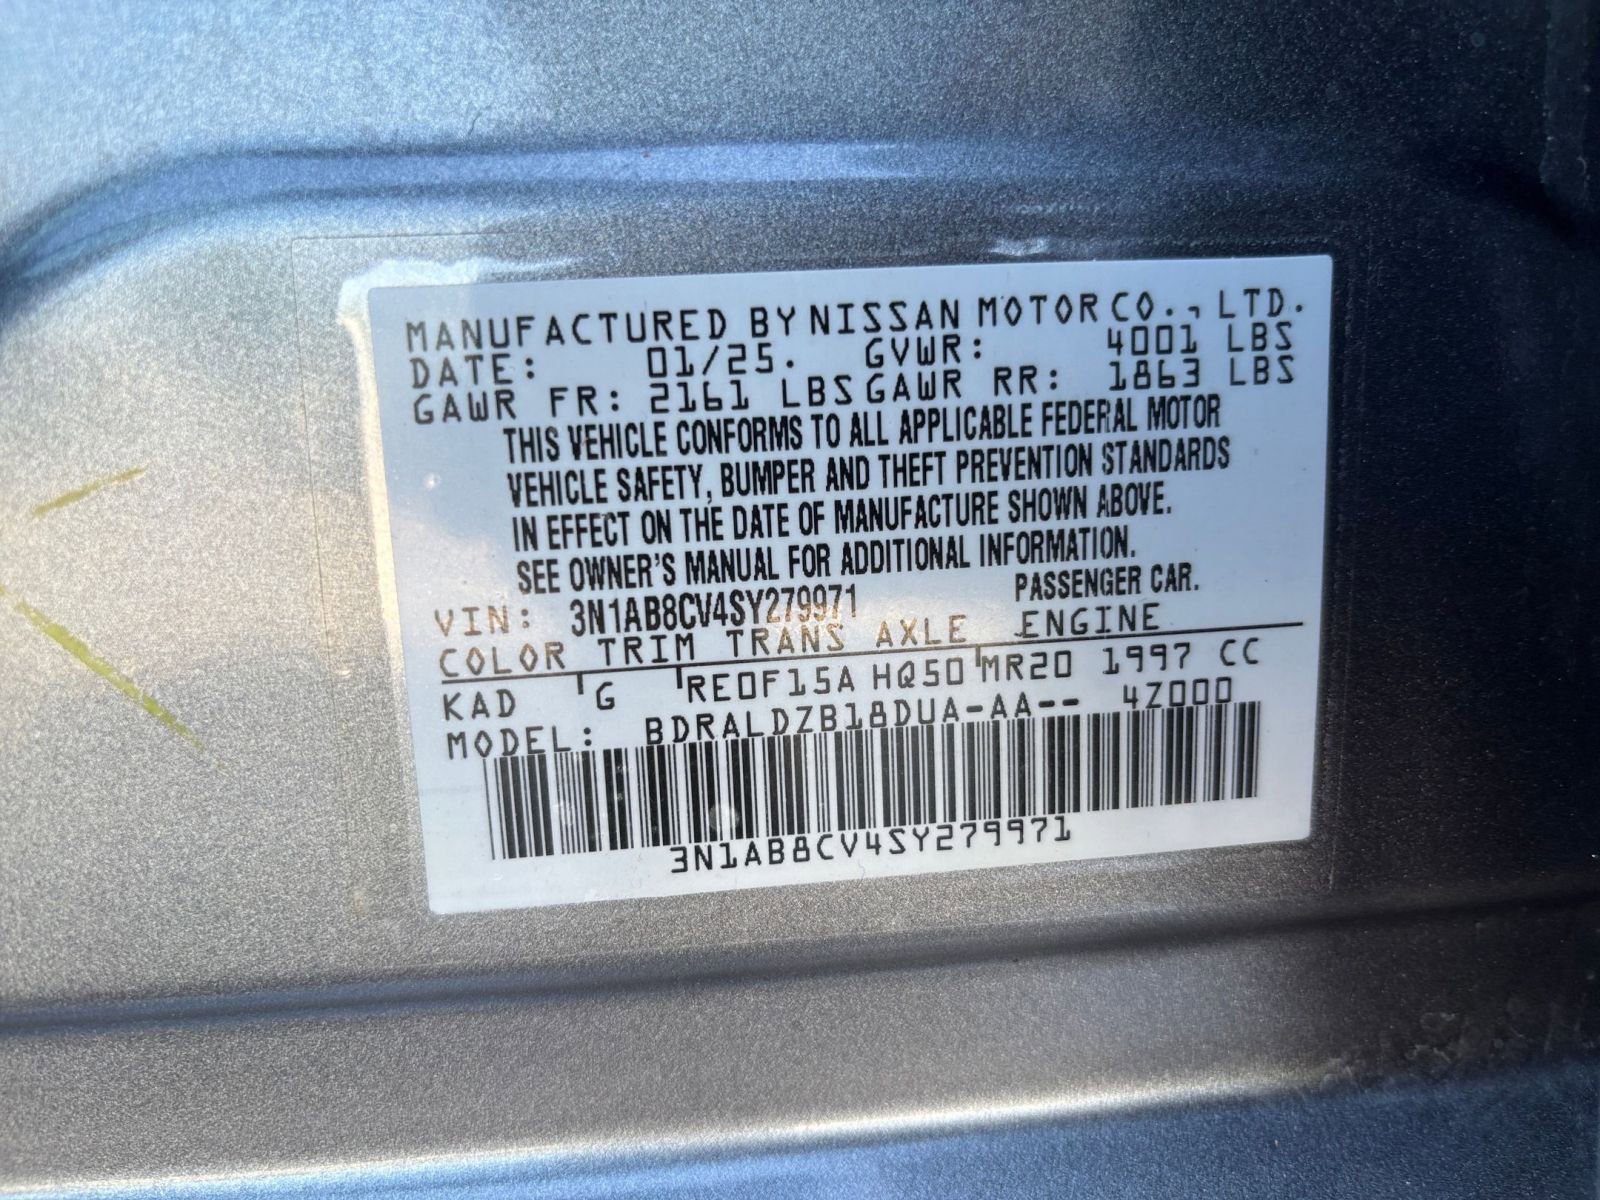 MANUFACTURED BY NISSAN MOTOR CO., LTD.
DATE: 01/25. GVWR: 4001 LBS
GAWR FR: 2161 LBS GAWR RR: 1863 LBS
THIS VEHICLE CONFORMS TO ALL APPLICABLE FEDERAL MOTOR
VEHICLE SAFETY, BUMPER AND THEFT PREVENTION STANDARDS
IN EFFECT ON THE DATE OF MANUFACTURE SHOWN ABOVE.
SEE OWNER'S MANUAL FOR ADDITIONAL INFORMATION.
VIN: 3N1AB8CV4SY279971 PASSENGER CAR.
COLOR TRIM TRANS AXLE ENGINE
KAD G RE0F15A HQ50 MR20 1997 CC
MODEL: BDRALDZB18DUA-AA-- 4Z000
3N1AB8CV4SY279971